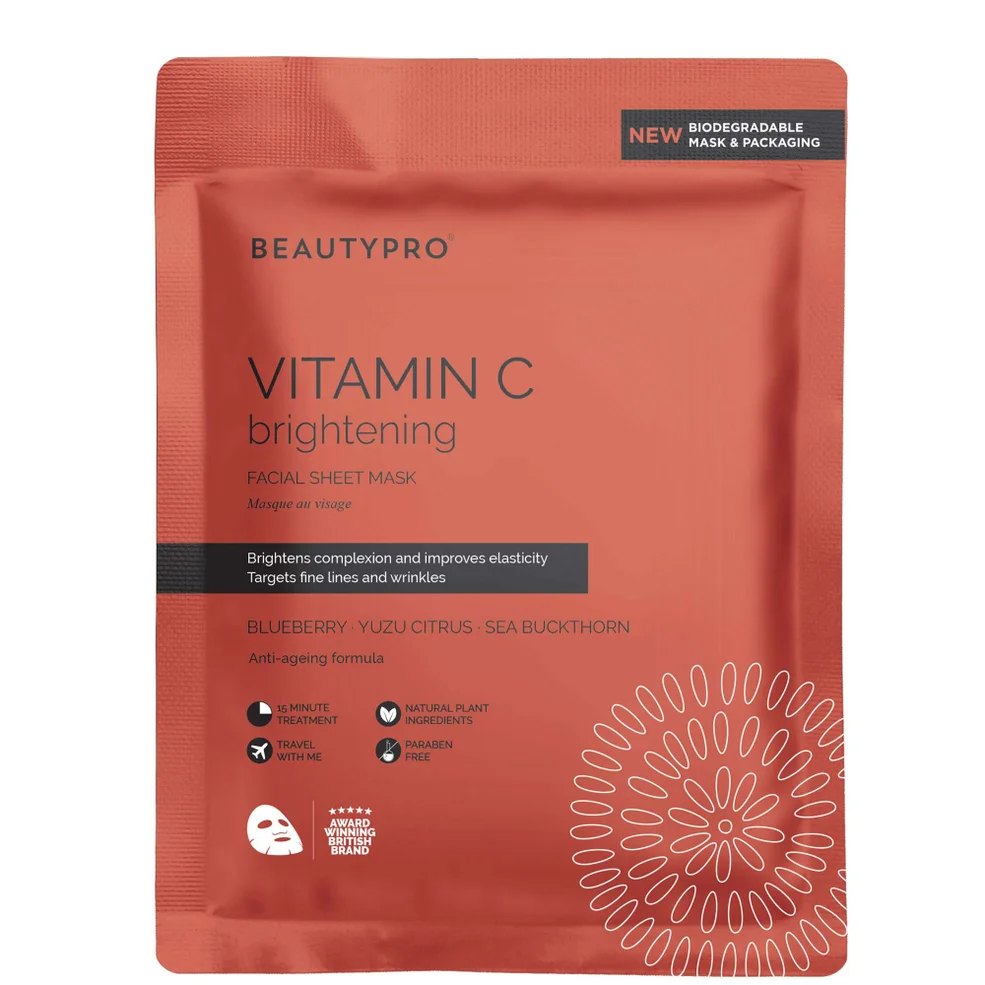 NEW BIODEGRADABLE
MASK & PACKAGING
BEAUTYPRO®
VITAMIN C
brightening
FACIAL SHEET MASK
Masque au visage
Brightens complexion and improves elasticity
Targets fine lines and wrinkles
BLUEBERRY · YUZU CITRUS · SEA BUCKTHORN
Anti-ageing formula
15 MINUTE
TREATMENT
NATURAL PLANT
INGREDIENTS
TRAVEL
WITH ME
PARABEN
FREE
AWARD
WINNING
BRITISH
BRAND